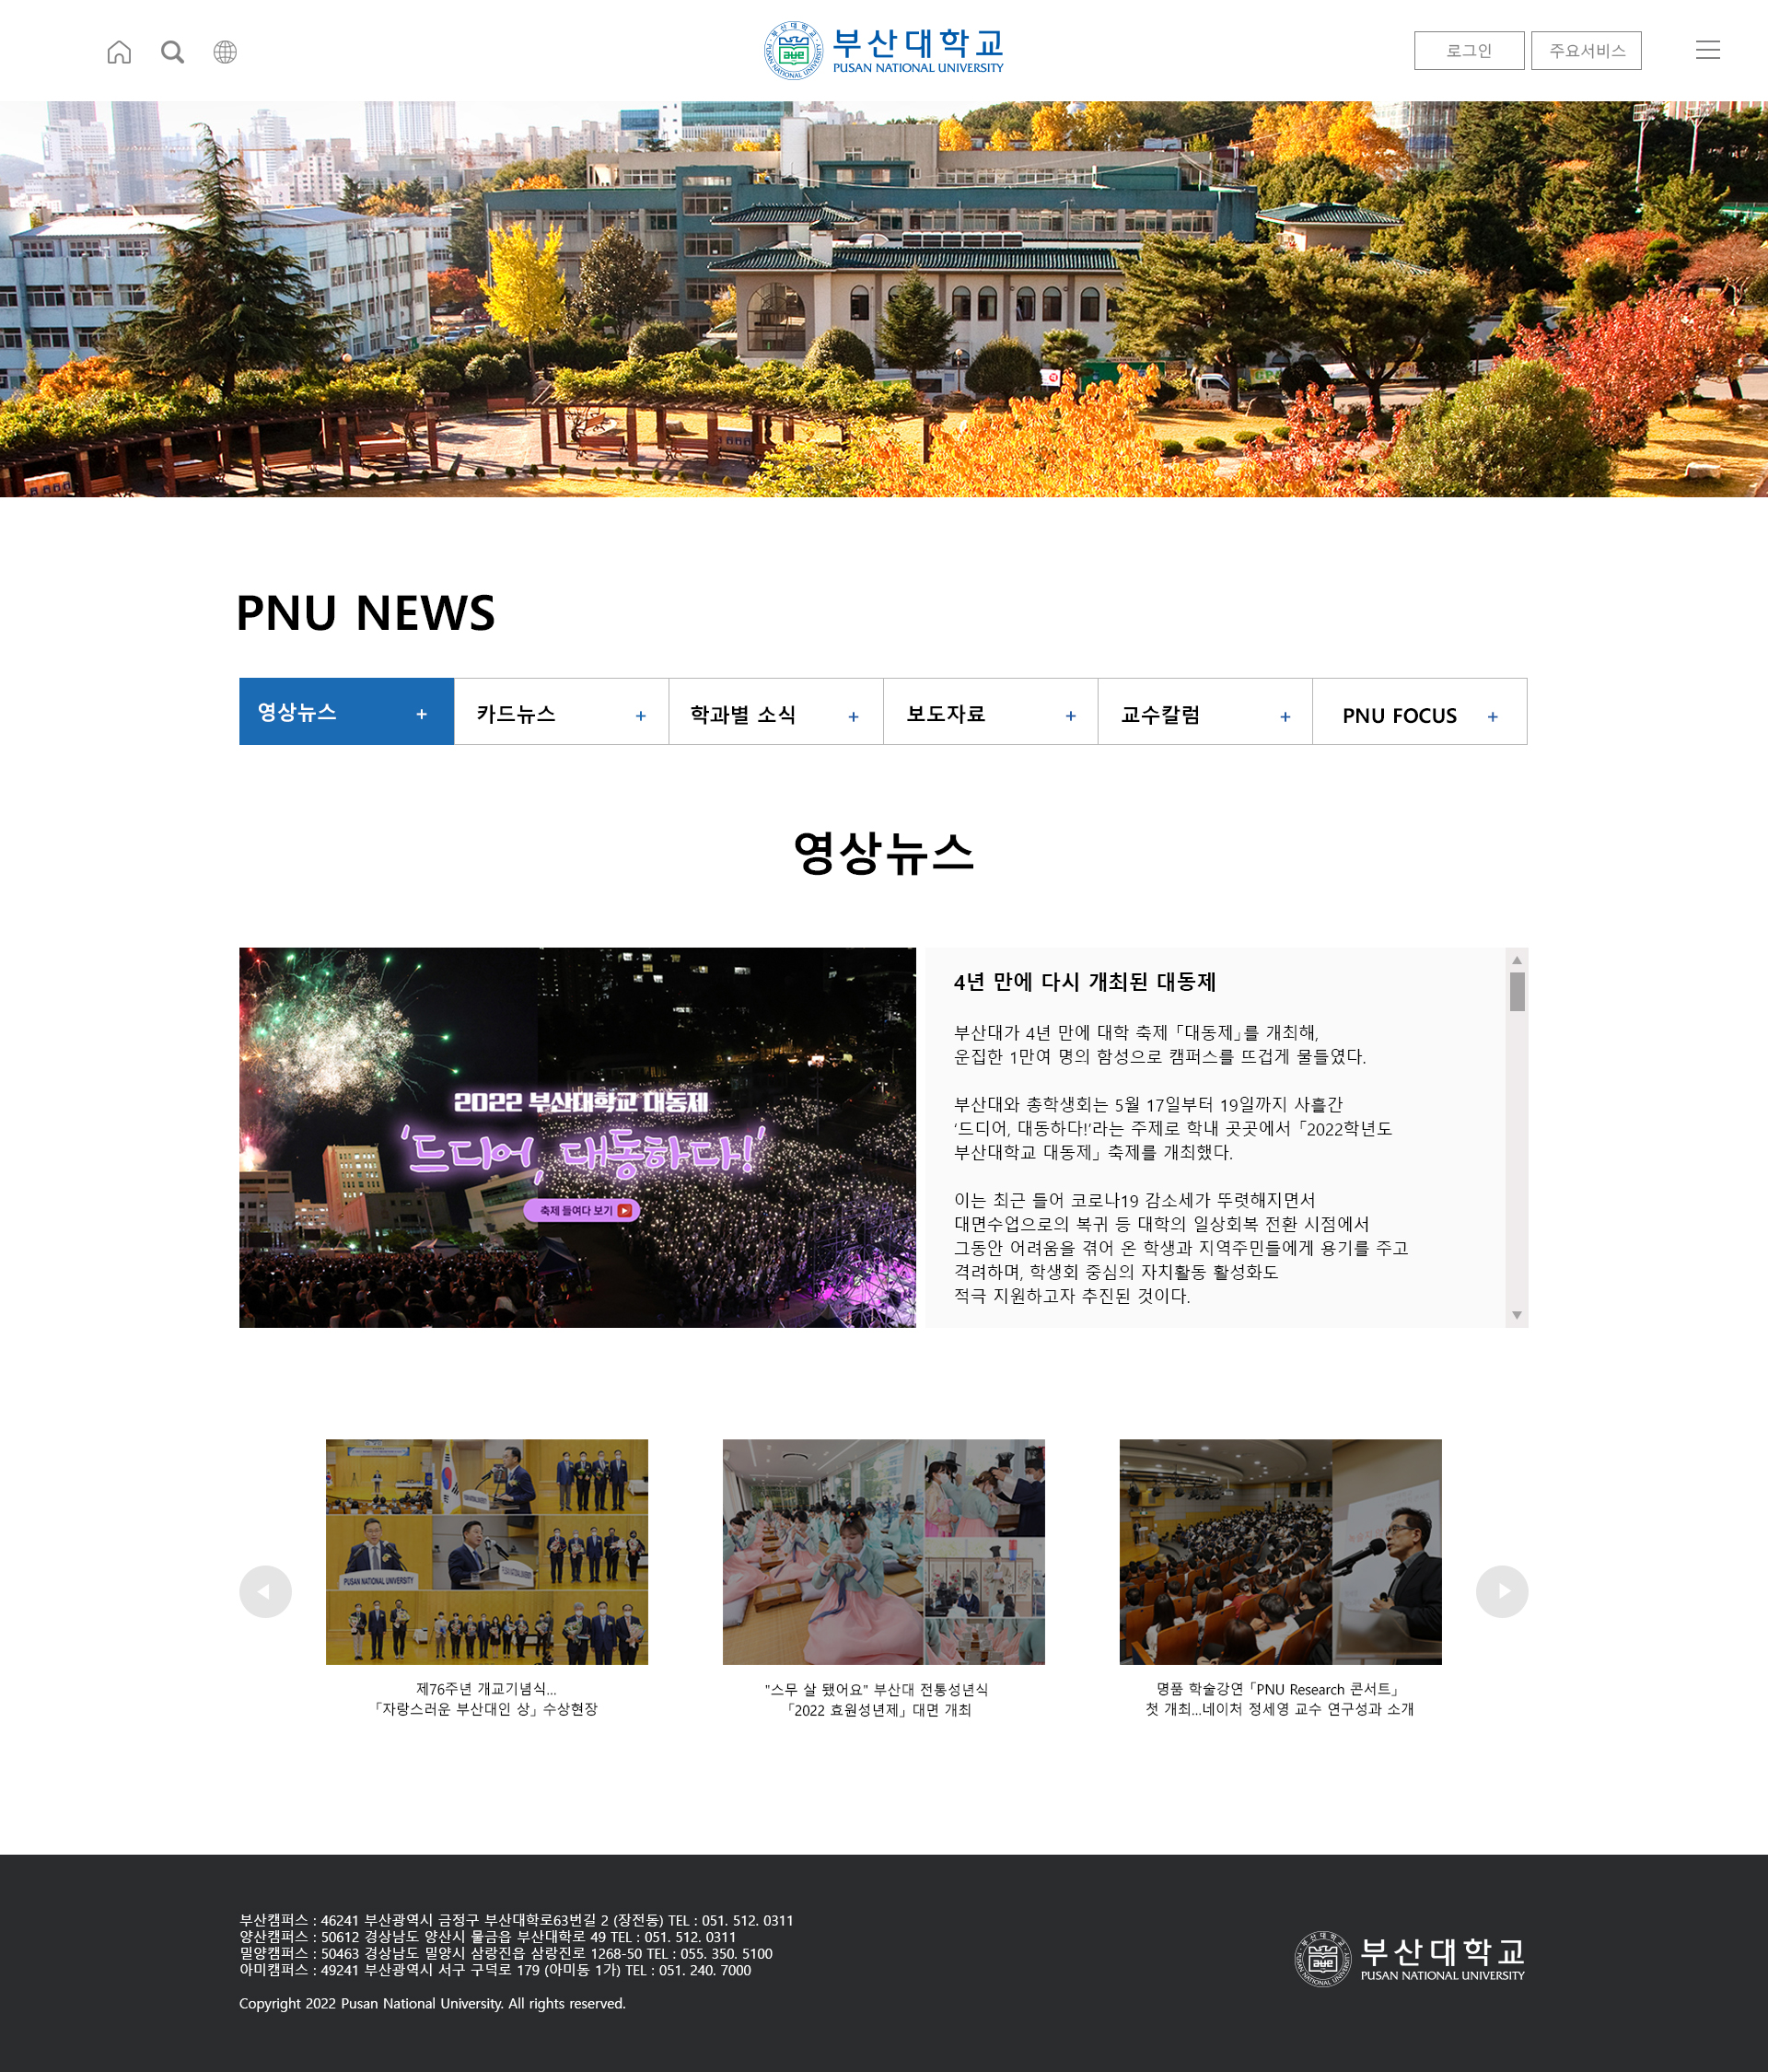 부산대학교
PUSAN NATIONAL UNIVERSITY
로그인
주요서비스
PNU NEWS
영상뉴스 +
카드뉴스 +
학과별 소식 +
보도자료 +
교수칼럼 +
PNU FOCUS +
영상뉴스
2022 부산대학교 대동제
'드디어, 대동하다!'
축제 들여다 보기
4년 만에 다시 개최된 대동제
부산대가 4년 만에 대학 축제 「대동제」를 개최해,
운집한 1만여 명의 함성으로 캠퍼스를 뜨겁게 물들였다.
부산대와 총학생회는 5월 17일부터 19일까지 사흘간
‘드디어, 대동하다!’라는 주제로 학내 곳곳에서 「2022학년도
부산대학교 대동제」 축제를 개최했다.
이는 최근 들어 코로나19 감소세가 뚜렷해지면서
대면수업으로의 복귀 등 대학의 일상회복 전환 시점에서
그동안 어려움을 겪어 온 학생과 지역주민들에게 용기를 주고
격려하며, 학생회 중심의 자치활동 활성화도
적극 지원하고자 추진된 것이다.
PUSAN NATIONAL UNIVERSITY
제76주년 개교기념식...
「자랑스러운 부산대인 상」 수상현장
"스무 살 됐어요" 부산대 전통성년식
「2022 효원성년제」 대면 개최
명품 학술강연 「PNU Research 콘서트」
첫 개최...네이처 정세영 교수 연구성과 소개
부산캠퍼스 : 46241 부산광역시 금정구 부산대학로63번길 2 (장전동) TEL : 051. 512. 0311
양산캠퍼스 : 50612 경상남도 양산시 물금읍 부산대학로 49 TEL : 051. 512. 0311
밀양캠퍼스 : 50463 경상남도 밀양시 삼랑진읍 삼랑진로 1268-50 TEL : 055. 350. 5100
아미캠퍼스 : 49241 부산광역시 서구 구덕로 179 (아미동 1가) TEL : 051. 240. 7000
Copyright 2022 Pusan National University. All rights reserved.
부산대학교
PUSAN NATIONAL UNIVERSITY